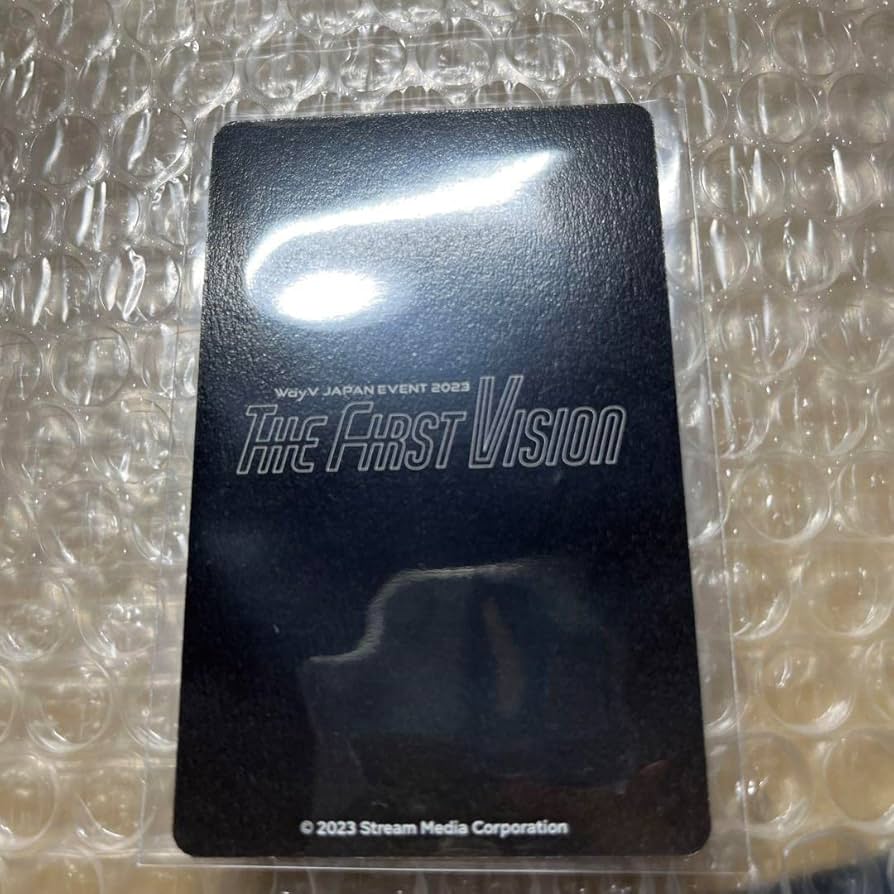 WayV JAPAN EVENT 2023
THE FIRST VISION
© 2023 Stream Media Corporation